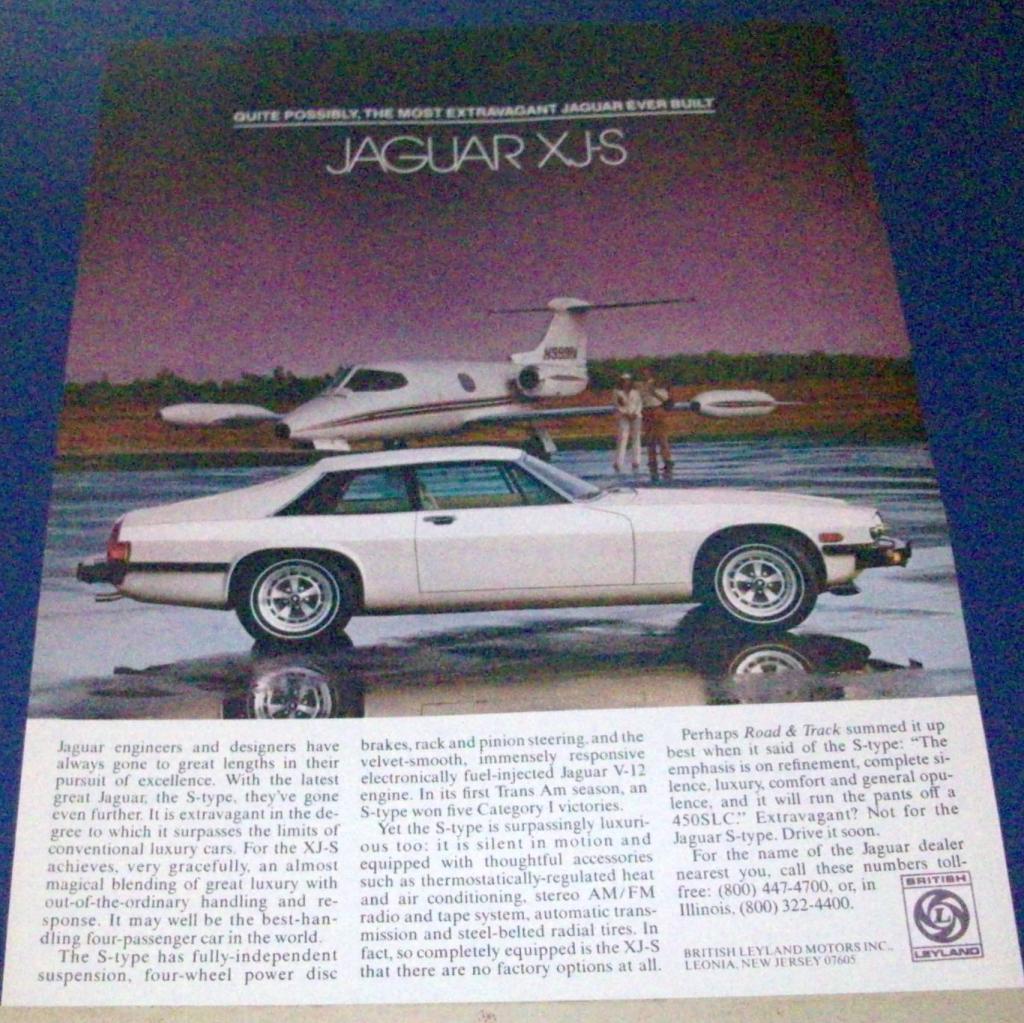 QUITE POSSIBLY, THE MOST EXTRAVAGANT JAGUAR EVER BUILT
JAGUAR XJ-S
Jaguar engineers and designers have
always gone to great lengths in their
pursuit of excellence. With the latest
great Jaguar, the S-type, they've gone
even further. It is extravagant in the de-
gree to which it surpasses the limits of
conventional luxury cars. For the XJ-S
achieves, very gracefully, an almost
magical blending of great luxury with
out-of-the-ordinary handling and re-
sponse. It may well be the best-han-
dling four-passenger car in the world.
The S-type has fully-independent
suspension, four-wheel power disc
brakes, rack and pinion steering, and the
velvet-smooth, immensely responsive
electronically fuel-injected Jaguar V-12
engine. In its first Trans Am season, an
S-type won five Category I victories.
Yet the S-type is surpassingly luxuri-
ous too: it is silent in motion and
equipped with thoughtful accessories
such as thermostatically-regulated heat
and air conditioning, stereo AM/FM
radio and tape system, automatic trans-
mission and steel-belted radial tires. In
fact, so completely equipped is the XJ-S
that there are no factory options at all.
Perhaps Road & Track summed it up
best when it said of the S-type: "The
emphasis is on refinement, complete si-
lence, luxury, comfort and general opu-
lence, and it will run the pants off a
450SLC." Extravagant? Not for the
Jaguar S-type. Drive it soon.
For the name of the Jaguar dealer
nearest you, call these numbers toll-
free: (800) 447-4700, or, in
Illinois, (800) 322-4400.
BRITISH LEYLAND MOTORS INC.,
LEONIA, NEW JERSEY 07605
BRITISH
L
LEYLAND